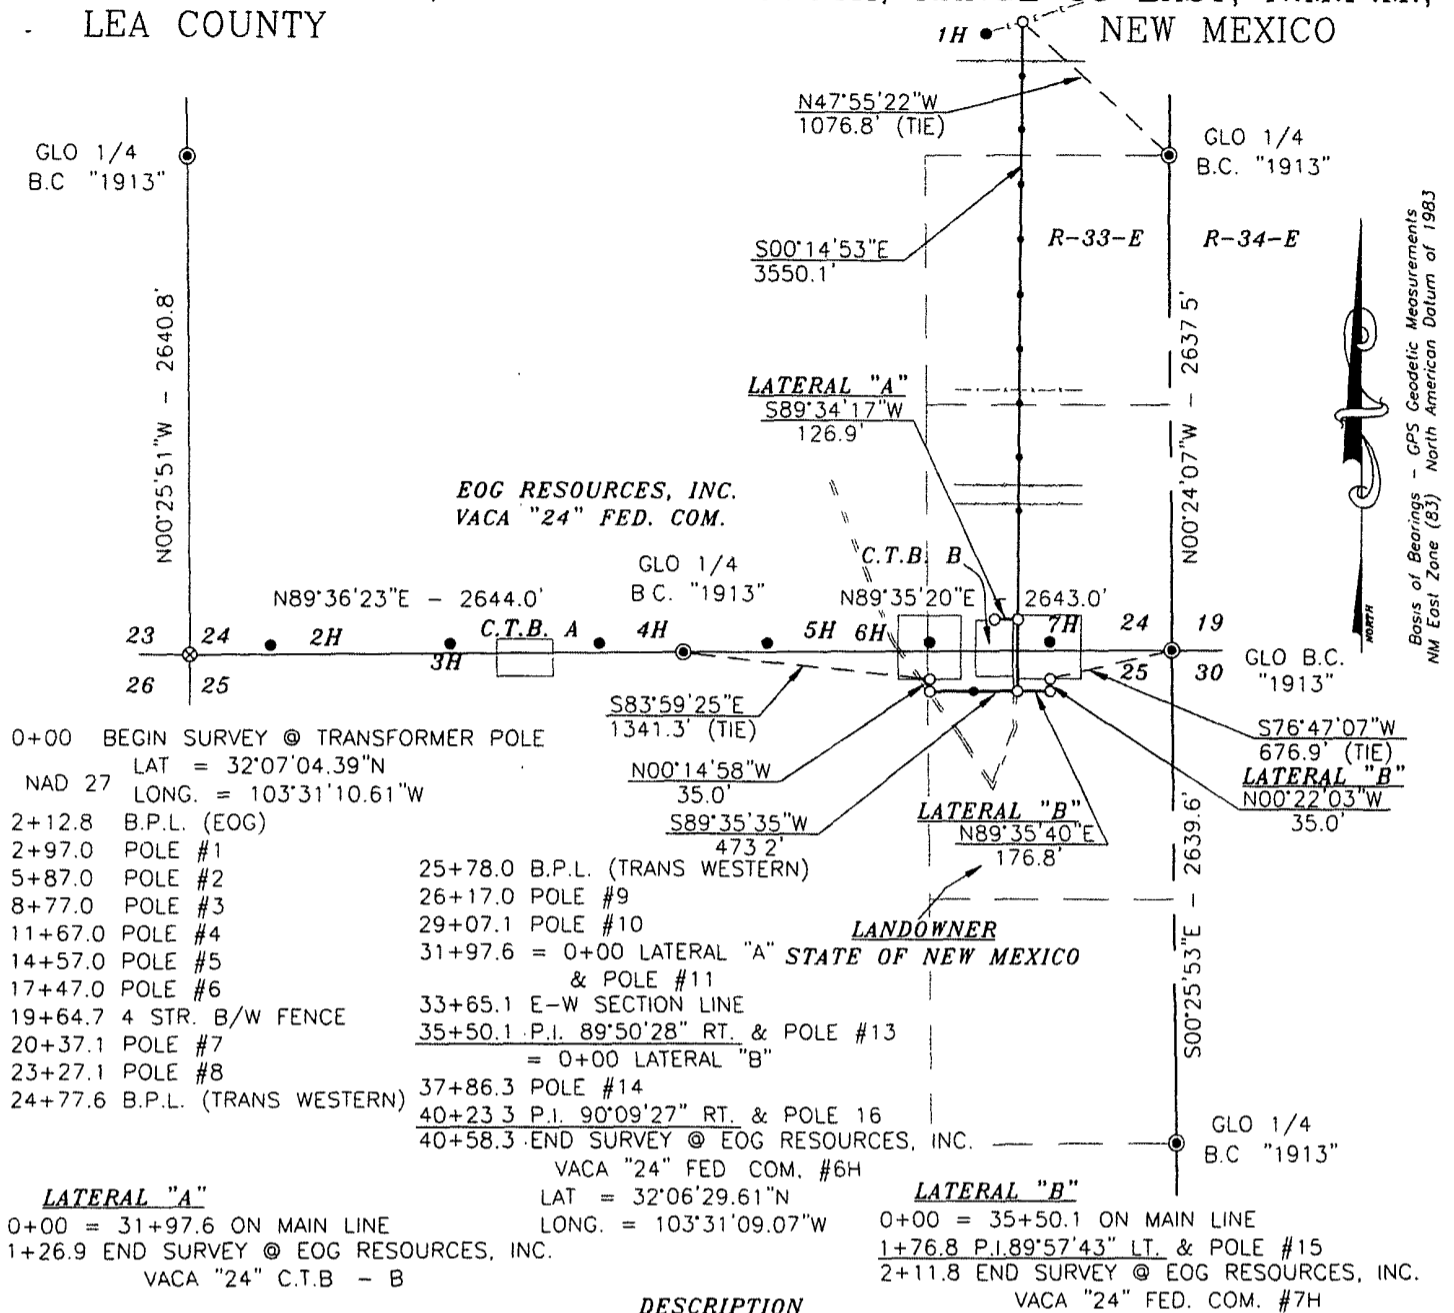 LEA COUNTY
NEW MEXICO
1H
N47°55'22"W
1076.8' (TIE)
GLO 1/4
B.C "1913"
GLO 1/4
B.C. "1913"
R-33-E
R-34-E
S00°14'53"E
3550.1'
N00°25'51"W - 2640.8'
N00°24'07"W - 2637 5'
Basis of Bearings - GPS Geodetic Measurements
NM East Zone (83) North American Datum of 1983
NORTH
LATERAL "A"
S89°34'17"W
126.9'
EOG RESOURCES, INC.
VACA "24" FED. COM.
GLO 1/4
B C. "1913"
C.T.B. B
N89°36'23"E - 2644.0'
N89°35'20"E - 2643.0'
23 24
2H
3H
C.T.B. A
4H
5H
6H
7H
24 19
26 25
25 30
GLO B.C.
"1913"
S83°59'25"E
1341.3' (TIE)
S76°47'07"W
676.9' (TIE)
LATERAL "B"
N00°22'03"W
35.0'
N00°14'58"W
35.0'
S89°35'35"W
473 2'
LATERAL "B"
N89°35'40"E
176.8'
S00°25'53"E - 2639.6'
LANDOWNER
STATE OF NEW MEXICO
GLO 1/4
B.C "1913"
0+00 BEGIN SURVEY @ TRANSFORMER POLE
NAD 27
LAT = 32°07'04.39"N
LONG. = 103°31'10.61"W
2+12.8 B.P.L. (EOG)
2+97.0 POLE #1
5+87.0 POLE #2
8+77.0 POLE #3
11+67.0 POLE #4
14+57.0 POLE #5
17+47.0 POLE #6
19+64.7 4 STR. B/W FENCE
20+37.1 POLE #7
23+27.1 POLE #8
24+77.6 B.P.L. (TRANS WESTERN)
25+78.0 B.P.L. (TRANS WESTERN)
26+17.0 POLE #9
29+07.1 POLE #10
31+97.6 = 0+00 LATERAL "A"
& POLE #11
33+65.1 E-W SECTION LINE
35+50.1 P.I. 89°50'28" RT. & POLE #13
= 0+00 LATERAL "B"
37+86.3 POLE #14
40+23 3 P.I. 90°09'27" RT. & POLE 16
40+58.3 END SURVEY @ EOG RESOURCES, INC.
VACA "24" FED COM. #6H
LAT = 32°06'29.61"N
LONG. = 103°31'09.07"W
LATERAL "A"
0+00 = 31+97.6 ON MAIN LINE
1+26.9 END SURVEY @ EOG RESOURCES, INC.
VACA "24" C.T.B - B
LATERAL "B"
0+00 = 35+50.1 ON MAIN LINE
1+76.8 P.I.89°57'43" LT. & POLE #15
2+11.8 END SURVEY @ EOG RESOURCES, INC.
VACA "24" FED. COM. #7H
DESCRIPTION